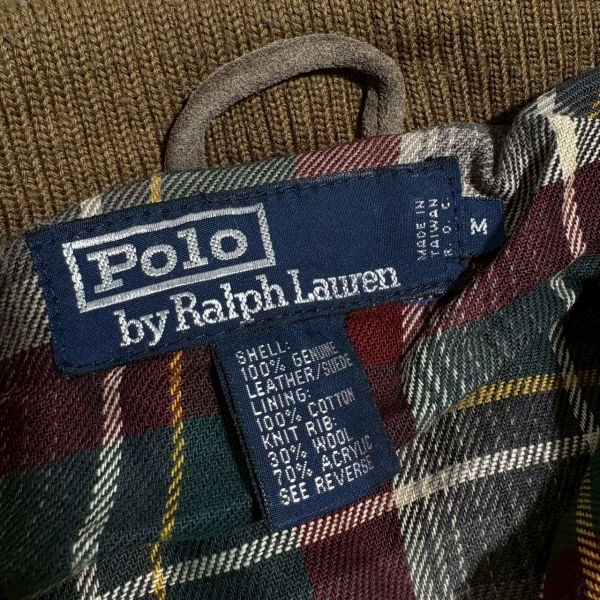 Polo
by Ralph Lauren
MADE IN
TAIWAN
R. O. C.
M
SHELL:
100% GENUINE
LEATHER/SUEDE
LINING:
100% COTTON
KNIT RIB:
30% WOOL
70% ACRYLIC
SEE REVERSE